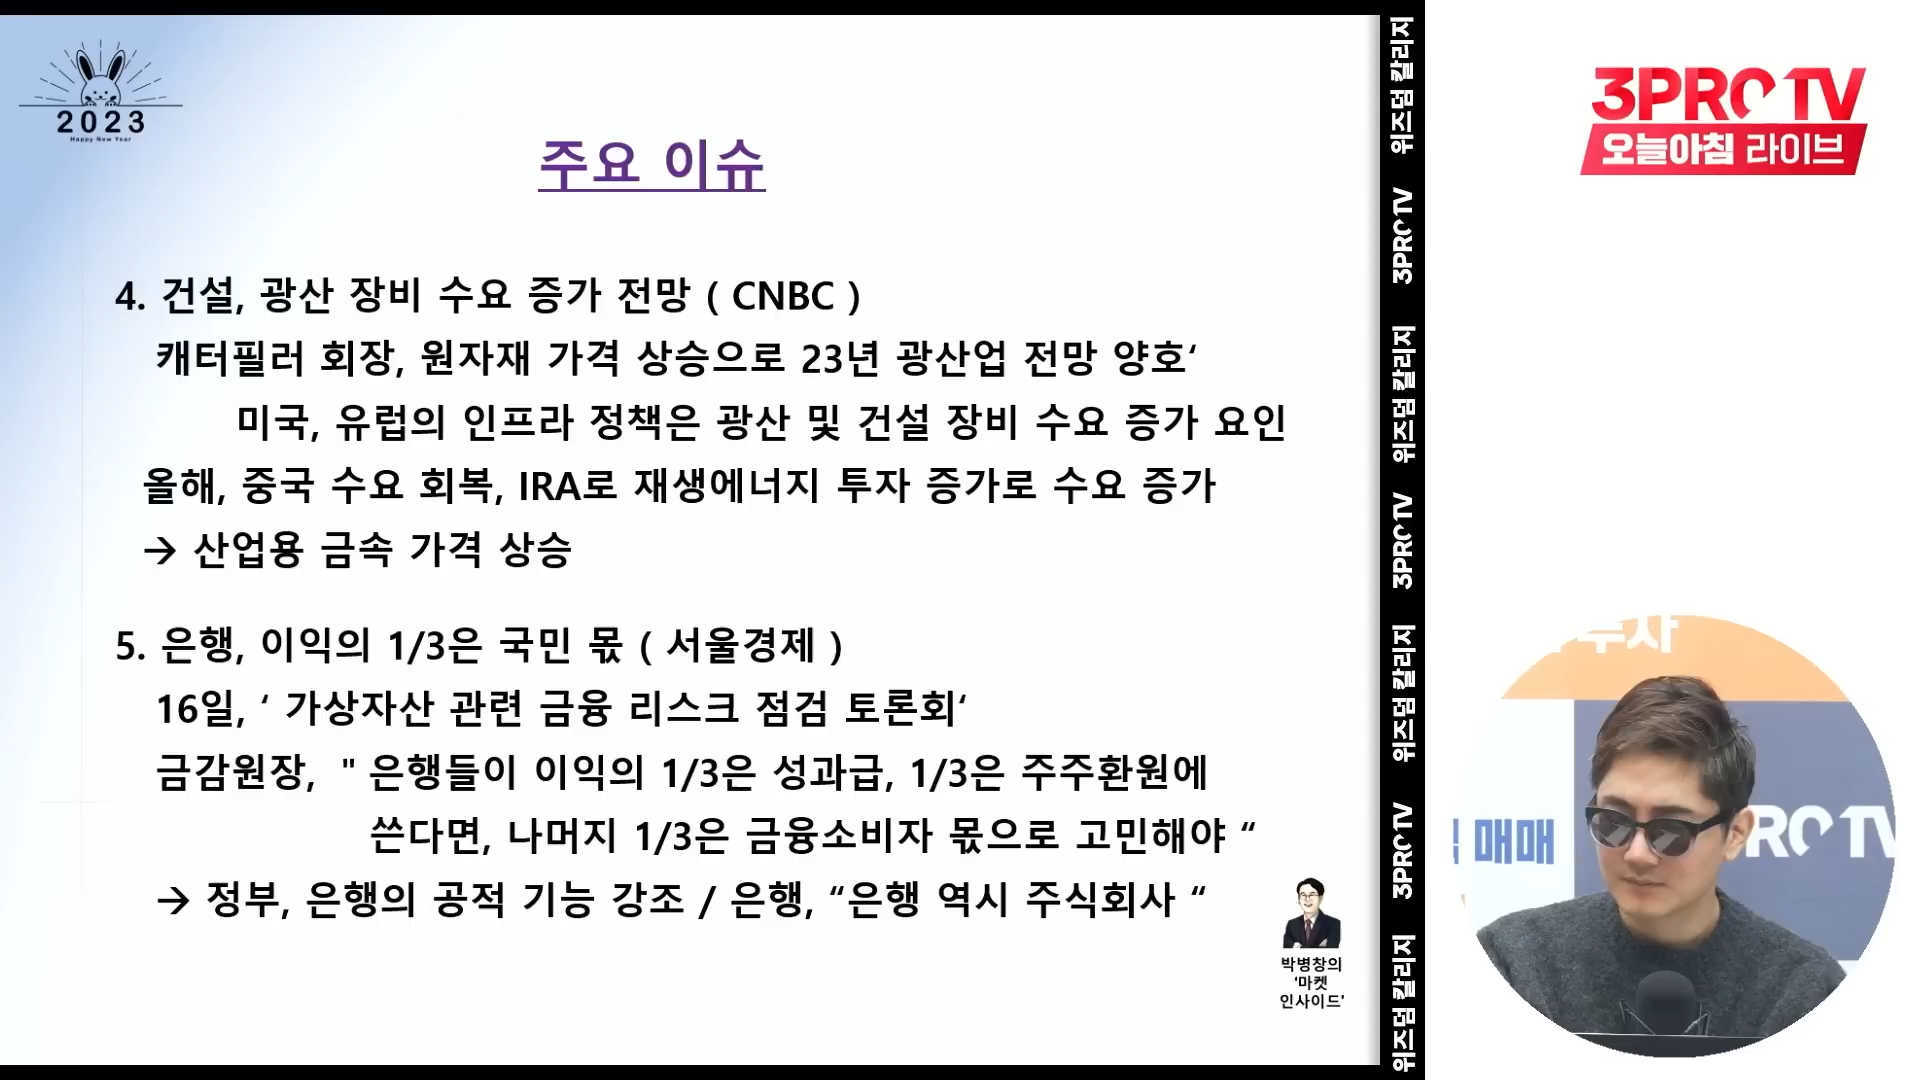 2023
Happy New Year
주요 이슈
4. 건설, 광산 장비 수요 증가 전망 ( CNBC )
캐터필러 회장, 원자재 가격 상승으로 23년 광산업 전망 양호‘
미국, 유럽의 인프라 정책은 광산 및 건설 장비 수요 증가 요인
올해, 중국 수요 회복, IRA로 재생에너지 투자 증가로 수요 증가
→ 산업용 금속 가격 상승
5. 은행, 이익의 1/3은 국민 몫 ( 서울경제 )
16일, ‘ 가상자산 관련 금융 리스크 점검 토론회‘
금감원장, " 은행들이 이익의 1/3은 성과급, 1/3은 주주환원에
쓴다면, 나머지 1/3은 금융소비자 몫으로 고민해야 “
→ 정부, 은행의 공적 기능 강조 / 은행, “은행 역시 주식회사 “
박병창의
‘마켓
인사이드’
위즈덤 칼리지
3PROTV
위즈덤 칼리지
3PROTV
위즈덤 칼리지
3PROTV
위즈덤 칼리지
3PROTV
오늘아침 라이브
매매
ROTV